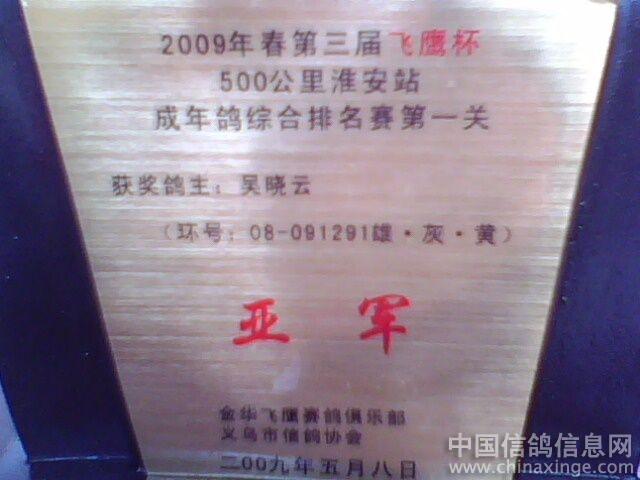 2009年春第三届飞鹰杯
500公里淮安站
成年鸽综合排名赛第一关
获奖鸽主：吴晓云
（环号：08-091291雄·灰·黄）
亚 军
金华飞鹰赛鸽俱乐部
义乌市信鸽协会
二00九年五月八日
中国信鸽信息网
www.chinaxinge.com